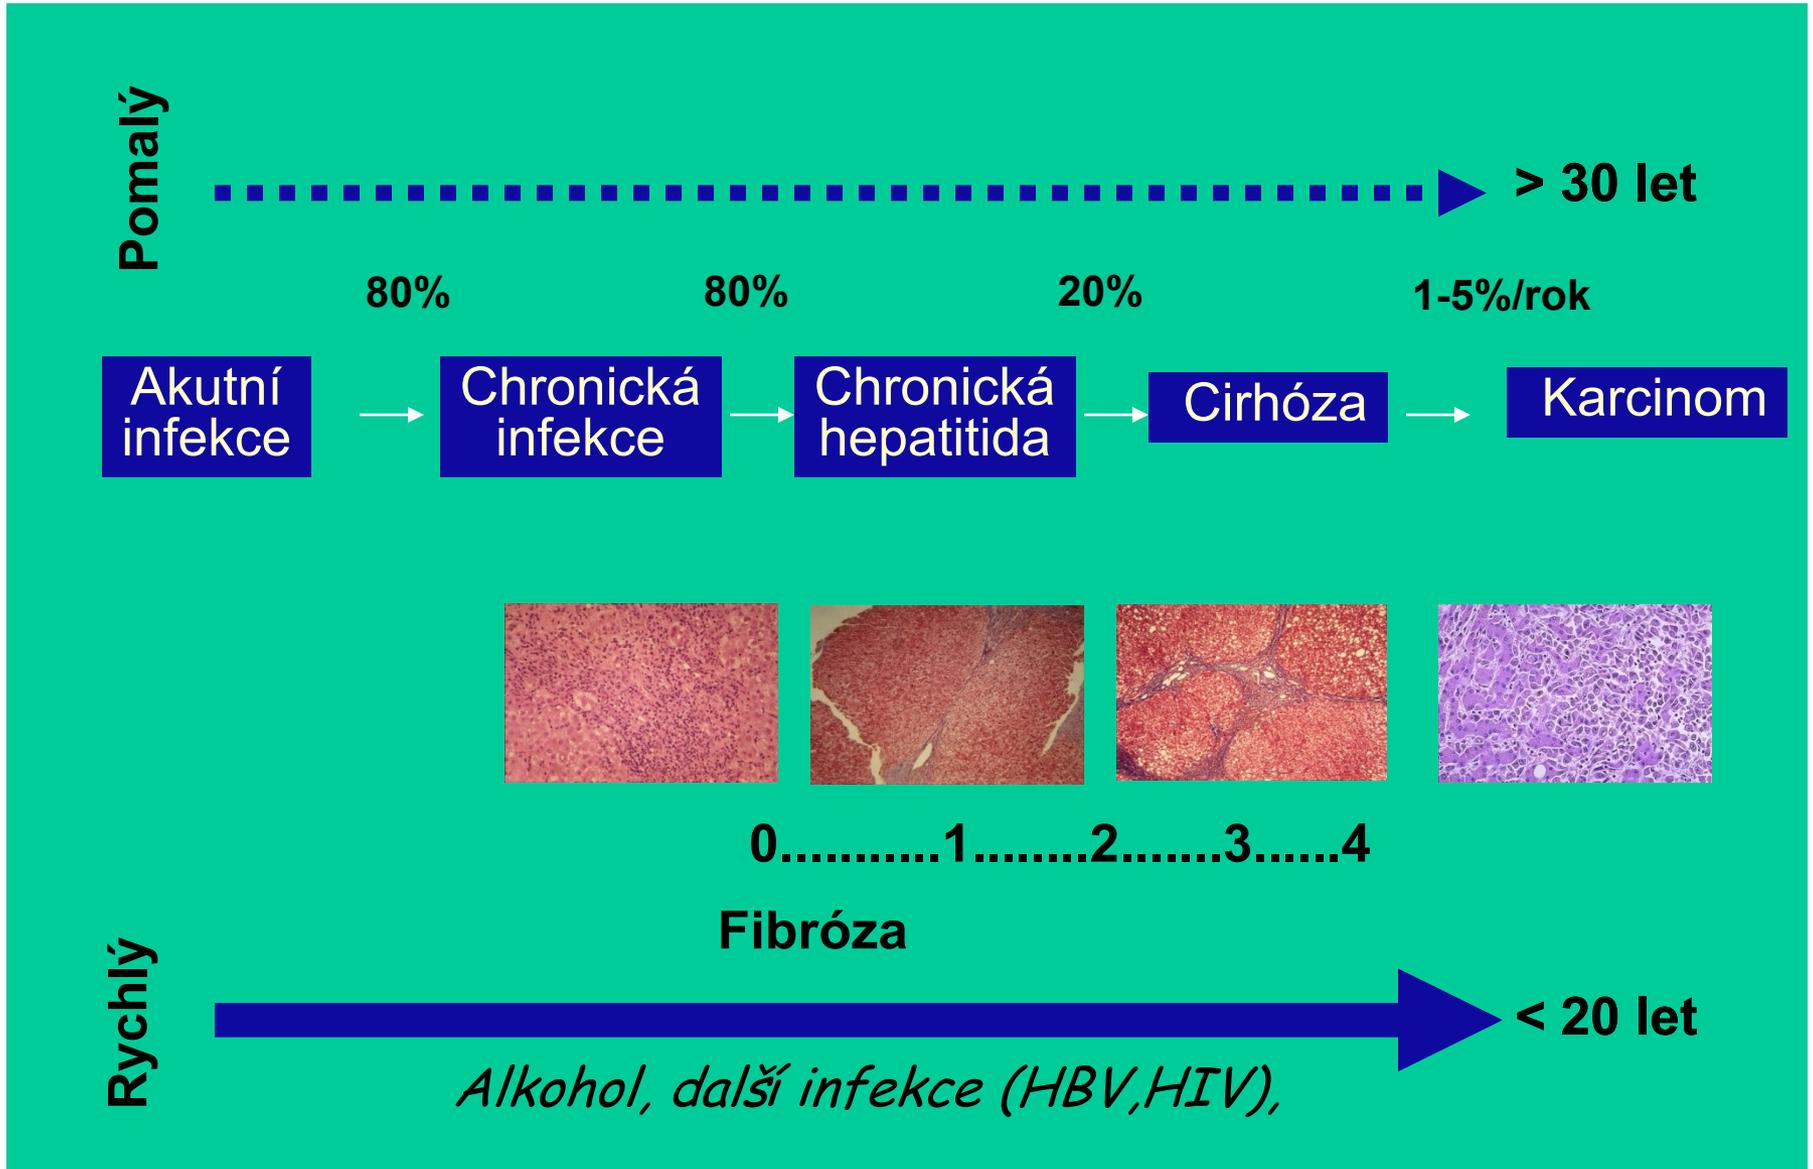 Pomalý
> 30 let
80%
80%
20%
1-5%/rok
Akutní
infekce
Chronická
infekce
Chronická
hepatitida
Cirhóza
Karcinom
0...........1........2.......3......4
Fibróza
Rychlý
< 20 let
Alkohol, další infekce (HBV,HIV),